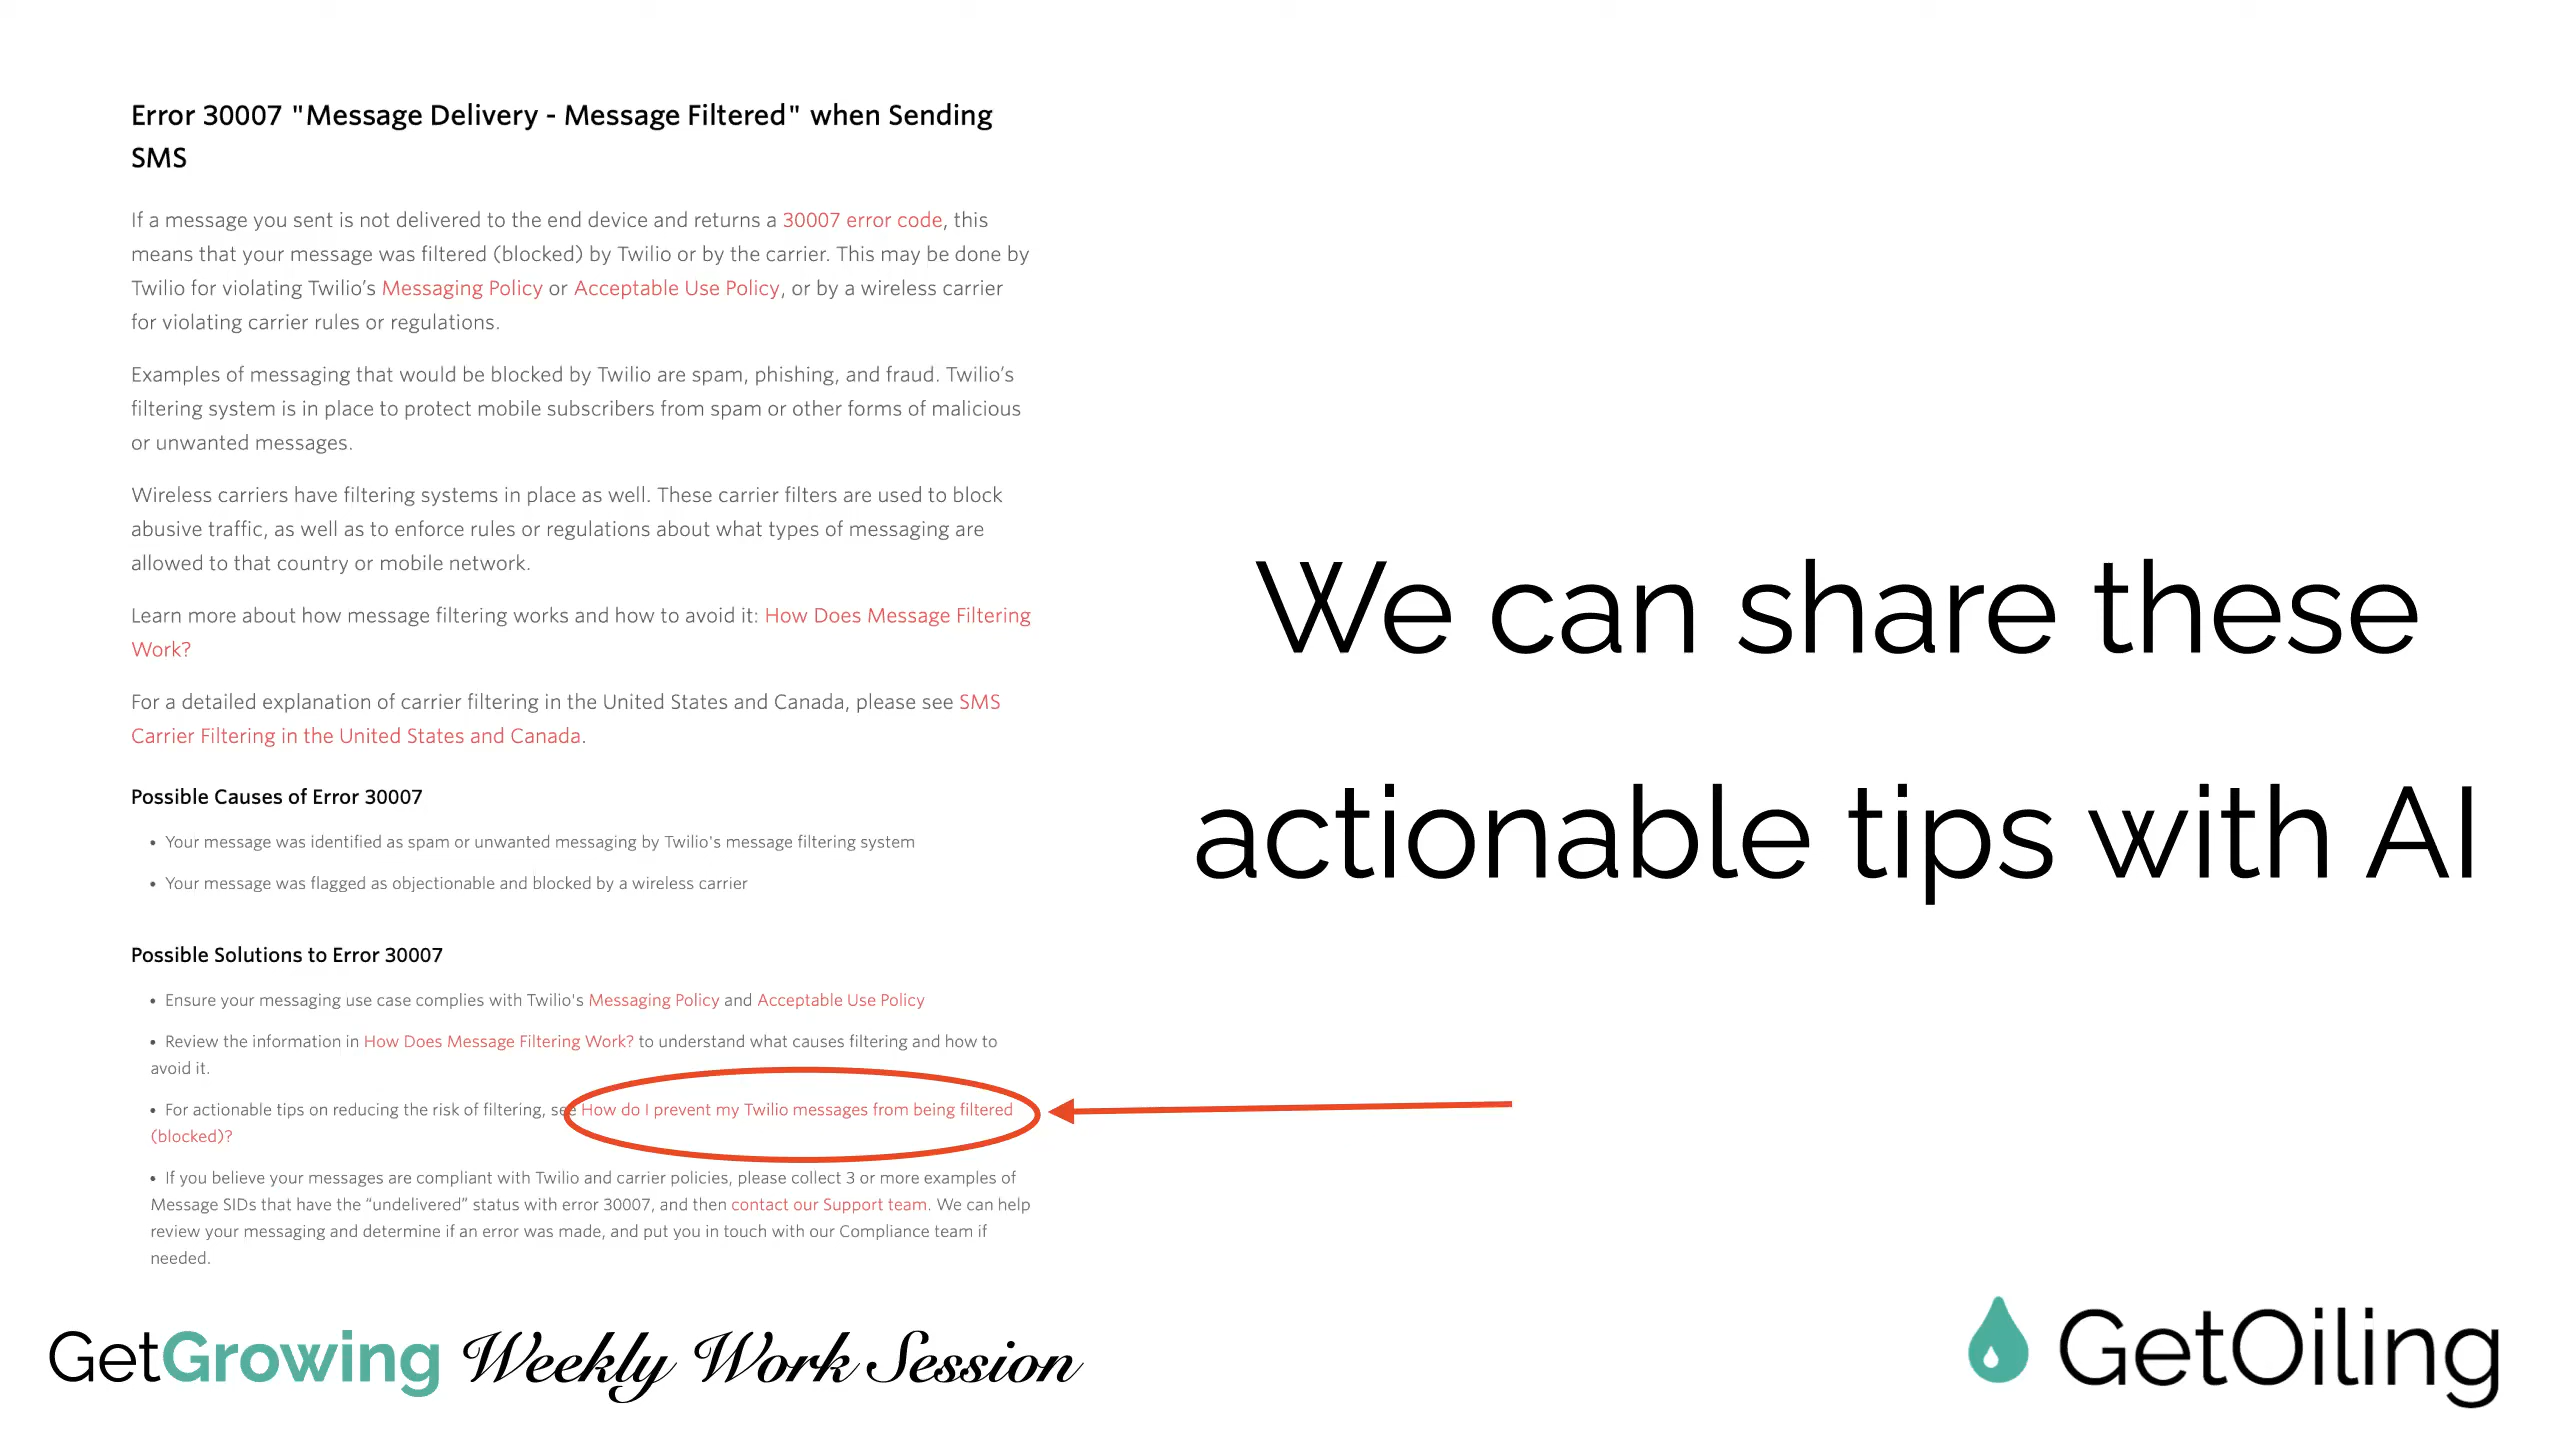 Error 30007 "Message Delivery - Message Filtered" when Sending
SMS
If a message you sent is not delivered to the end device and returns a 30007 error code, this
means that your message was filtered (blocked) by Twilio or by the carrier. This may be done by
Twilio for violating Twilio’s Messaging Policy or Acceptable Use Policy, or by a wireless carrier
for violating carrier rules or regulations.
Examples of messaging that would be blocked by Twilio are spam, phishing, and fraud. Twilio’s
filtering system is in place to protect mobile subscribers from spam or other forms of malicious
or unwanted messages.
Wireless carriers have filtering systems in place as well. These carrier filters are used to block
abusive traffic, as well as to enforce rules or regulations about what types of messaging are
allowed to that country or mobile network.
Learn more about how message filtering works and how to avoid it: How Does Message Filtering
Work?
For a detailed explanation of carrier filtering in the United States and Canada, please see SMS
Carrier Filtering in the United States and Canada.
Possible Causes of Error 30007
• Your message was identified as spam or unwanted messaging by Twilio's message filtering system
• Your message was flagged as objectionable and blocked by a wireless carrier
Possible Solutions to Error 30007
• Ensure your messaging use case complies with Twilio's Messaging Policy and Acceptable Use Policy
• Review the information in How Does Message Filtering Work? to understand what causes filtering and how to
avoid it.
• For actionable tips on reducing the risk of filtering, see How do I prevent my Twilio messages from being filtered
(blocked)?
• If you believe your messages are compliant with Twilio and carrier policies, please collect 3 or more examples of
Message SIDs that have the “undelivered” status with error 30007, and then contact our Support team. We can help
review your messaging and determine if an error was made, and put you in touch with our Compliance team if
needed.
We can share these
actionable tips with AI
GetGrowing Weekly Work Session
GetOiling